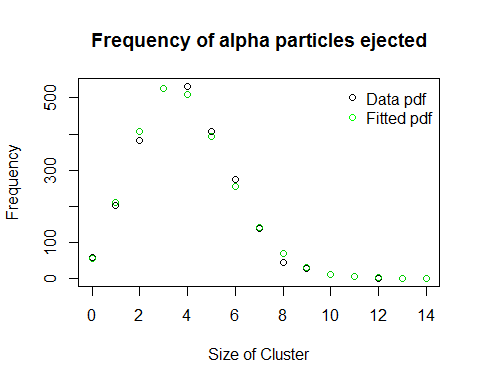 Frequency of alpha particles ejected
Data pdf
Fitted pdf
500
300
100
0
Frequency
0 2 4 6 8 10 12 14
Size of Cluster